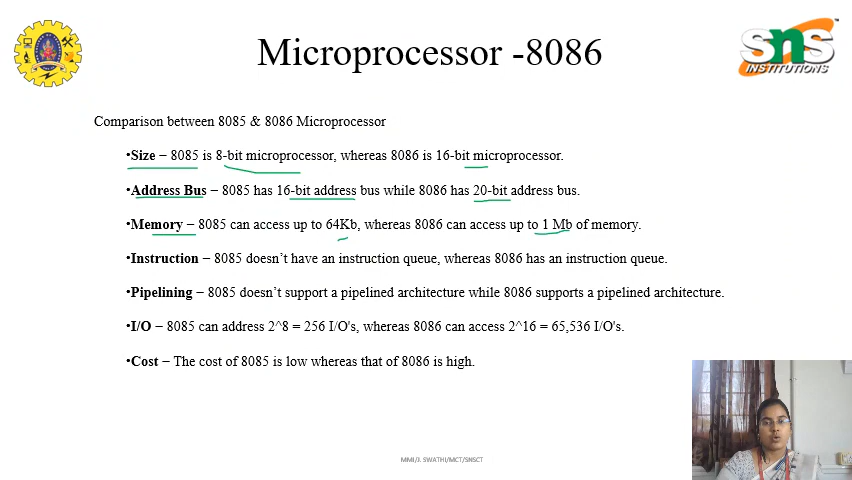 Microprocessor -8086
sns
INSTITUTIONS
Comparison between 8085 & 8086 Microprocessor
•Size – 8085 is 8-bit microprocessor, whereas 8086 is 16-bit microprocessor.
•Address Bus – 8085 has 16-bit address bus while 8086 has 20-bit address bus.
•Memory – 8085 can access up to 64Kb, whereas 8086 can access up to 1 Mb of memory.
•Instruction – 8085 doesn’t have an instruction queue, whereas 8086 has an instruction queue.
•Pipelining – 8085 doesn’t support a pipelined architecture while 8086 supports a pipelined architecture.
•I/O – 8085 can address 2^8 = 256 I/O's, whereas 8086 can access 2^16 = 65,536 I/O's.
•Cost – The cost of 8085 is low whereas that of 8086 is high.
MMI/J. SWATHI/MCT/SNSCT